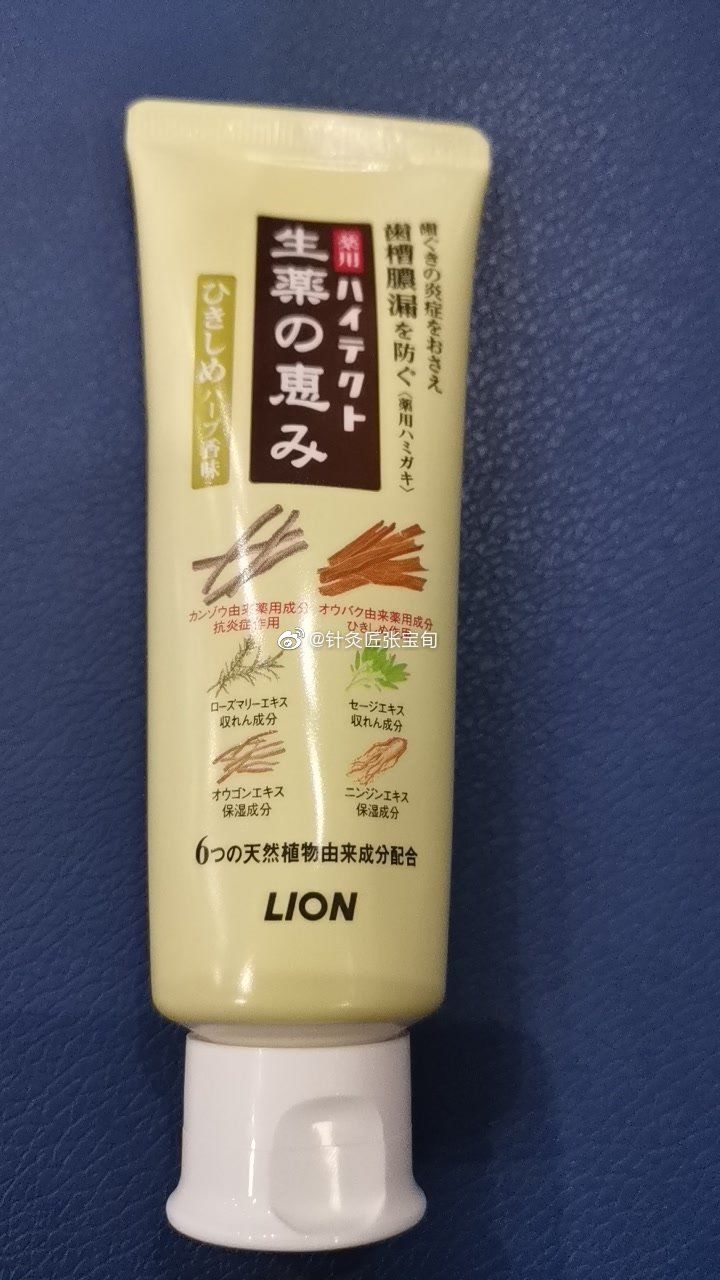 歯ぐきの炎症をおさえ
歯槽膿漏を防ぐ〈薬用ハミガキ〉
薬用ハイテクト
生薬の恵み
ひきしめハーブ香味
カンゾウ由来薬用成分
抗炎症作用
オウバク由来薬用成分
ひきしめ作用
@针灸匠张宝旬
ローズマリーエキス
収れん成分
セージエキス
収れん成分
オウゴンエキス
保湿成分
ニンジンエキス
保湿成分
6つの天然植物由来成分配合
LION